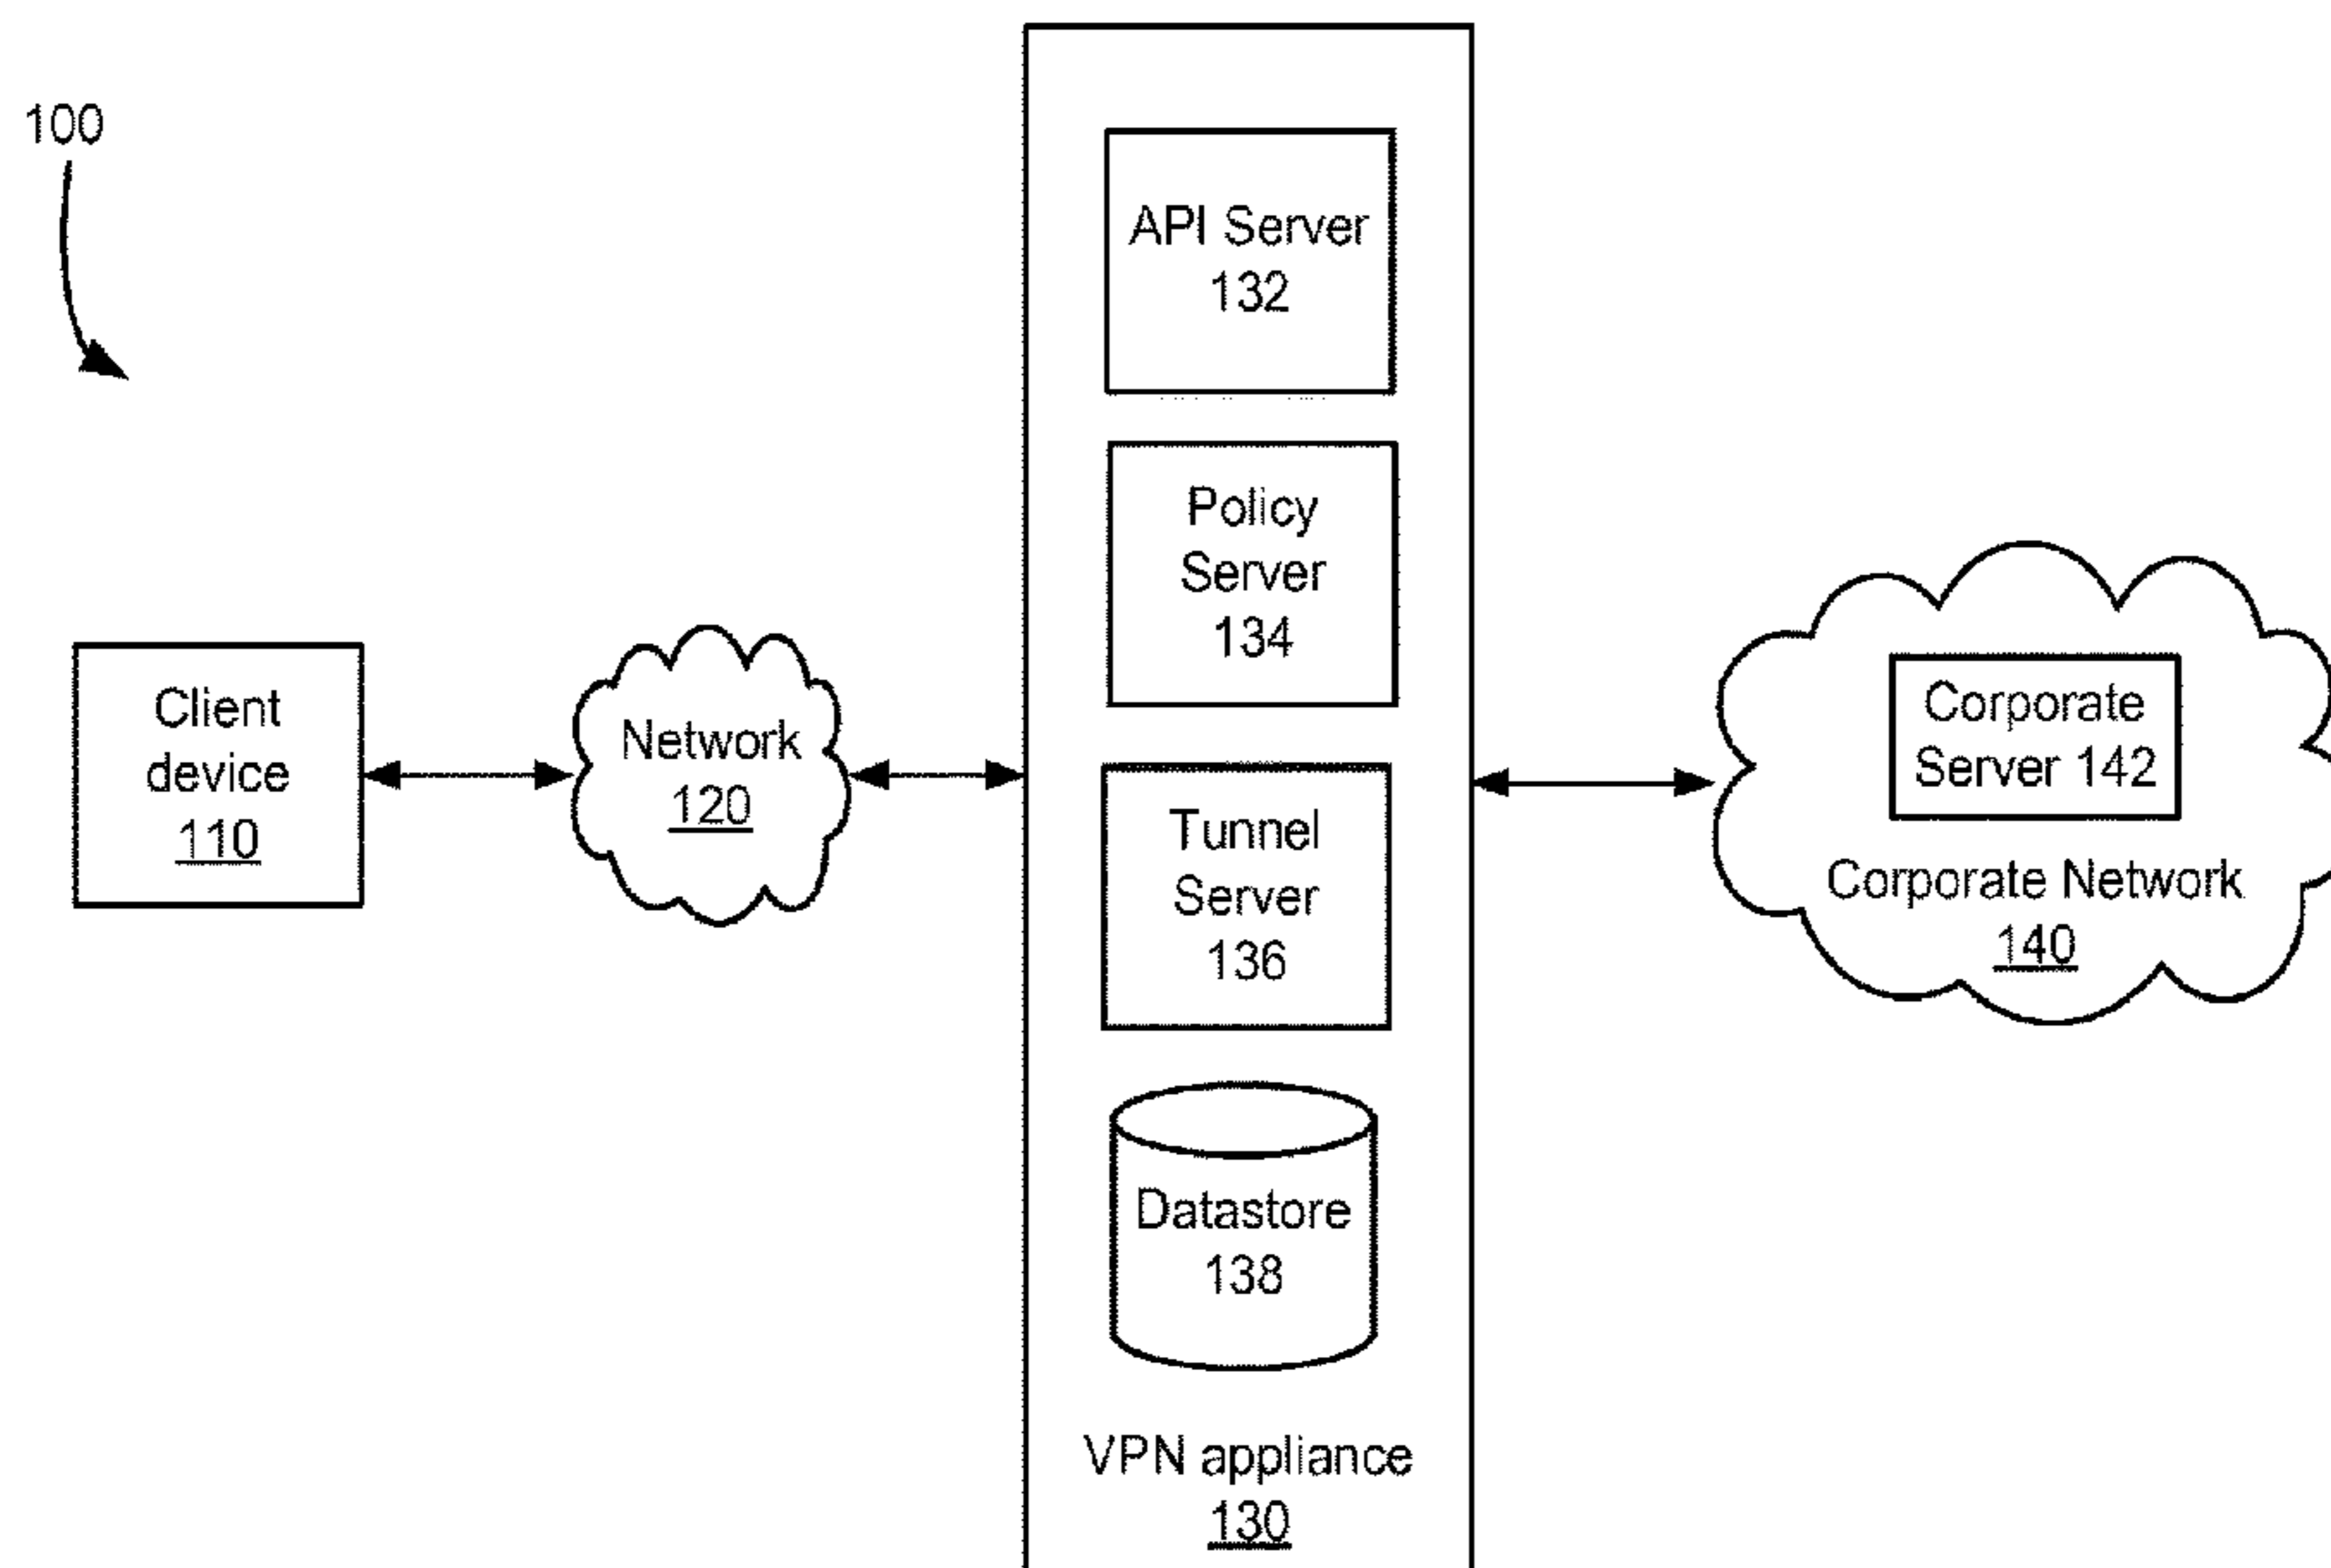 100
API Server
132
Policy
Server
134
Client
device
110
Network
120
Tunnel
Server
136
Datastore
138
VPN appliance
130
Corporate
Server 142
Corporate Network
140